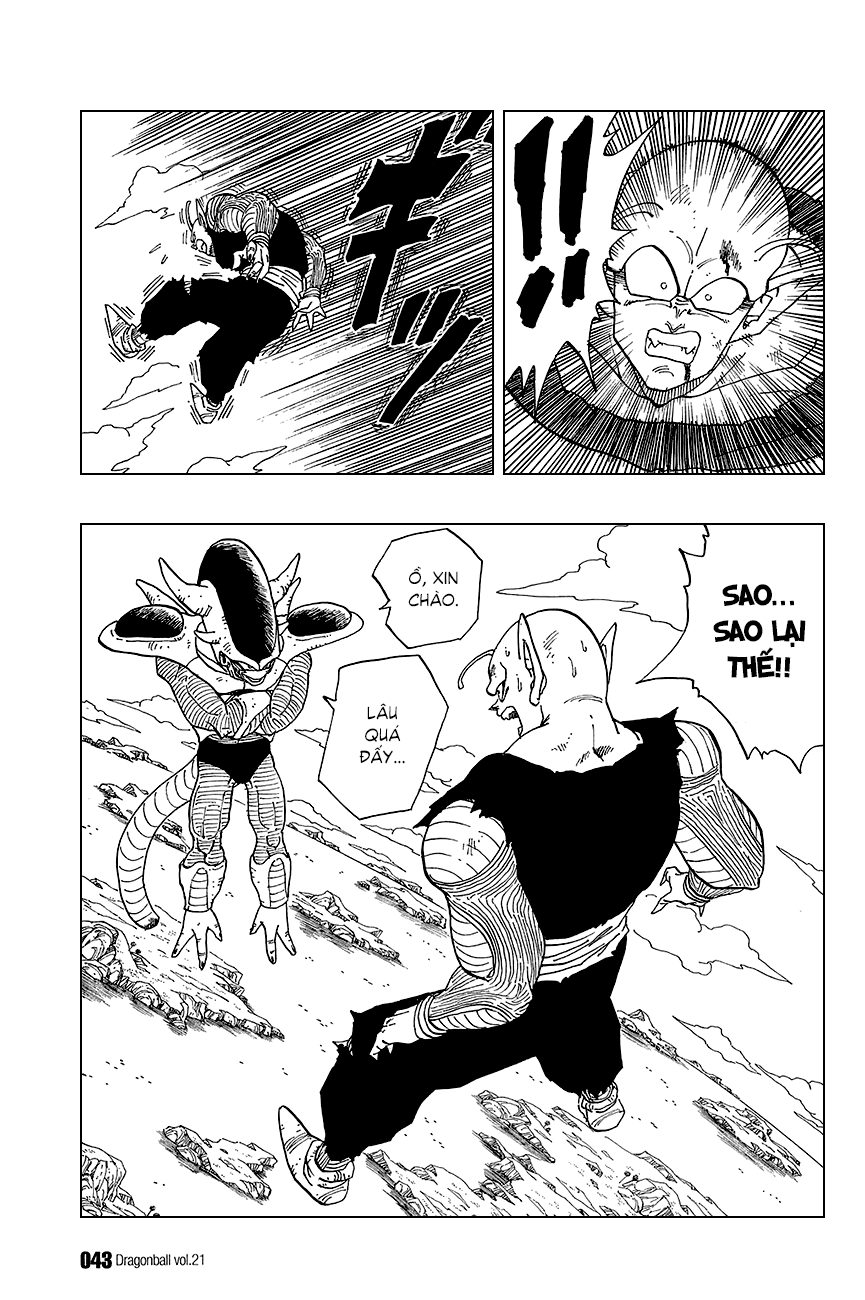 !!
ギッ
SAO...
SAO LẠI
THẾ!!
Ồ, XIN
CHÀO.
LÂU
QUÁ
ĐẤY...
043 Dragonball vol.21